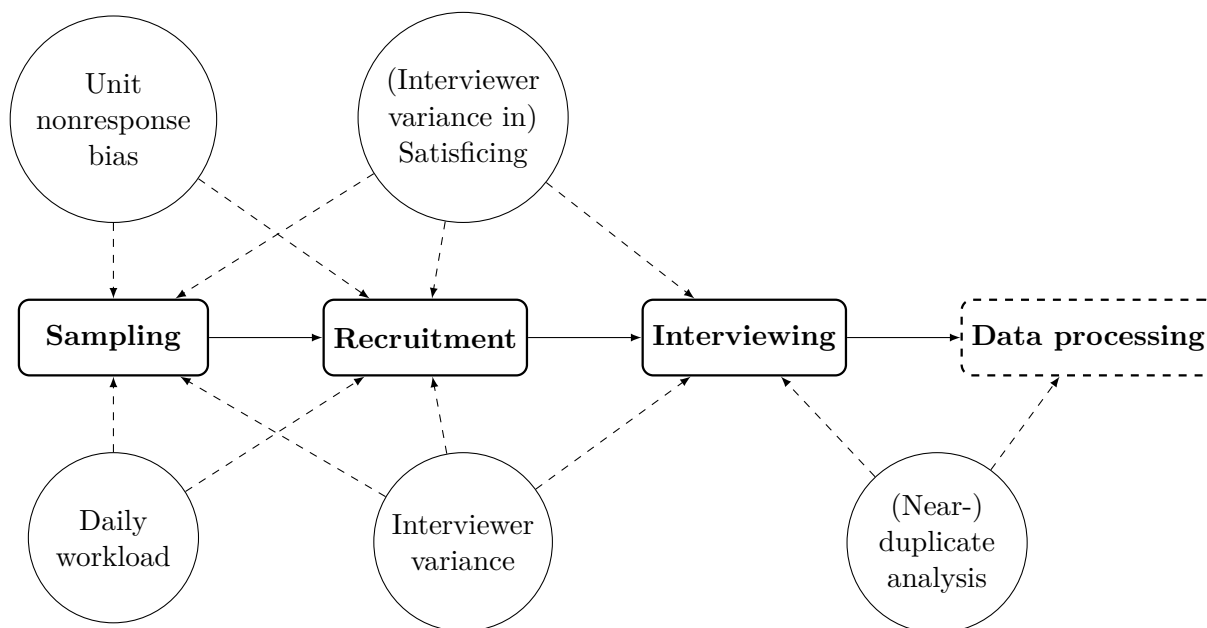 Unit
nonresponse
bias
(Interviewer
variance in)
Satisficing
Sampling
Recruitment
Interviewing
Data processing
Daily
workload
Interviewer
variance
(Near-)
duplicate
analysis